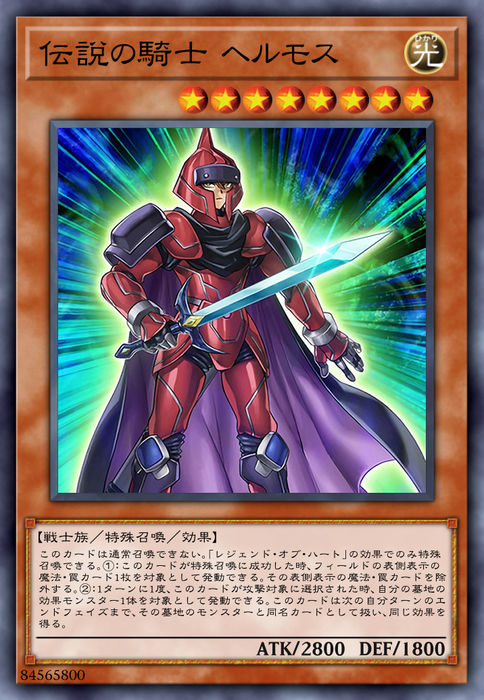 伝説の騎士 ヘルモス
ひかり
光
【戦士族／特殊召喚／効果】
このカードは通常召喚できない。「レジェンド・オブ・ハート」の効果でのみ特殊
召喚できる。①：このカードが特殊召喚に成功した時、フィールドの表側表示の
魔法・罠カード1枚を対象として発動できる。その表側表示の魔法・罠カードを除
外する。②：1ターンに1度、このカードが攻撃対象に選択された時、自分の墓地の
効果モンスター1体を対象として発動できる。このカードは次の自分ターンのエ
ンドフェイズまで、その墓地のモンスターと同名カードとして扱い、同じ効果を
得る。
ATK/2800 DEF/1800
84565800